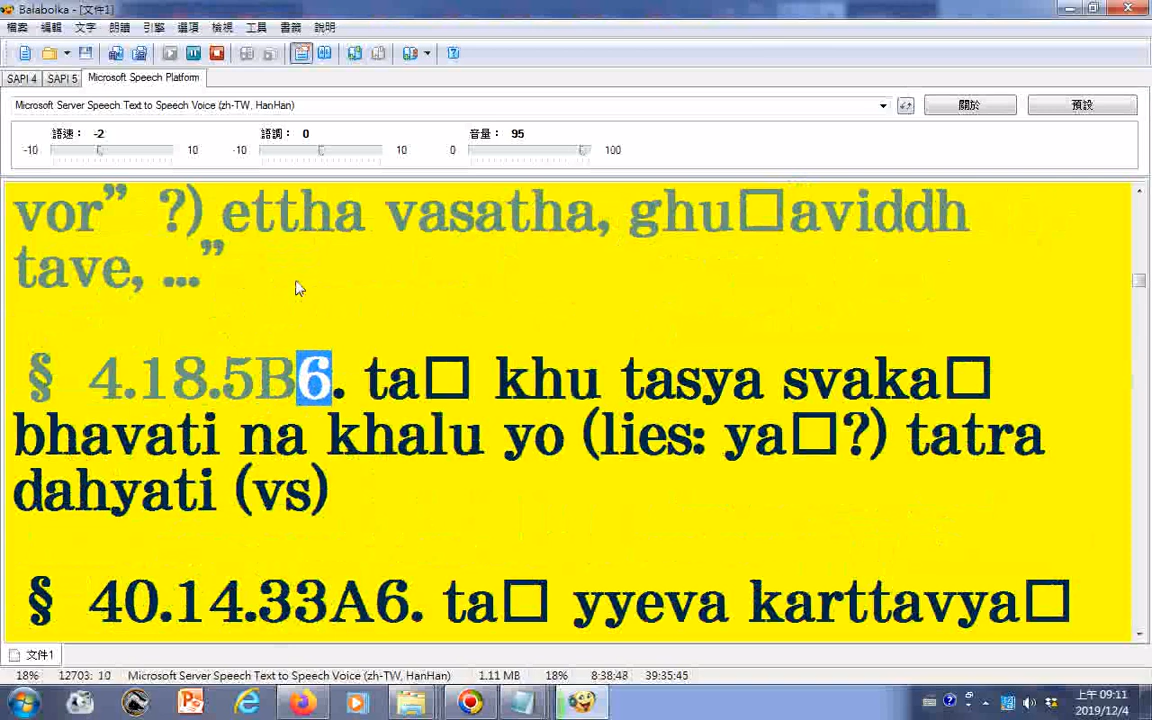 Balabolka - [文件1]
檔案 編輯 文字 朗讀 引擎 選項 檢視 工具 書籤 說明
SAPI 4 SAPI 5 Microsoft Speech Platform
Microsoft Server Speech Text to Speech Voice (zh-TW, HanHan) 關於 預設
語速： -2 語調： 0 音量： 95
-10 10 -10 10 0 100
vor” ?) ettha vasatha, ghu□aviddh
tave, ...”
§ 4.18.5B6. ta□ khu tasya svaka□
bhavati na khalu yo (lies: ya□?) tatra
dahyati (vs)
§ 40.14.33A6. ta□ yyeva karttavya□
文件1
18% 12703: 10 Microsoft Server Speech Text to Speech Voice (zh-TW, HanHan) 1.11 MB 18% 8:38:48 39:35:45
上午 09:11
2019/12/4